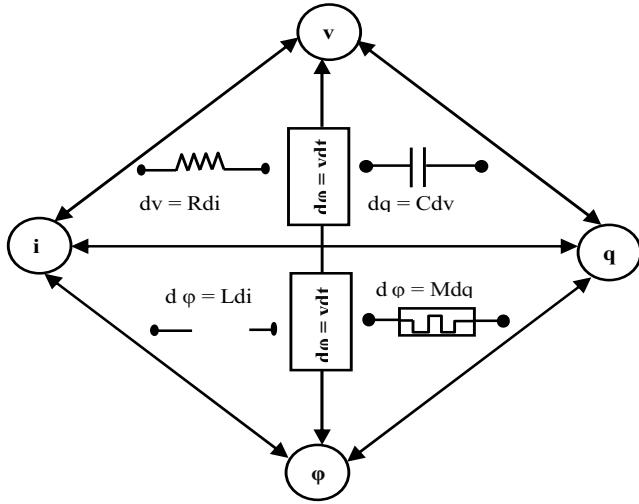 v
dφ = vdt
dv = Rdi
dq = Cdv
i
q
d φ = Ldi
d φ = Mdq
dφ = vdt
φ